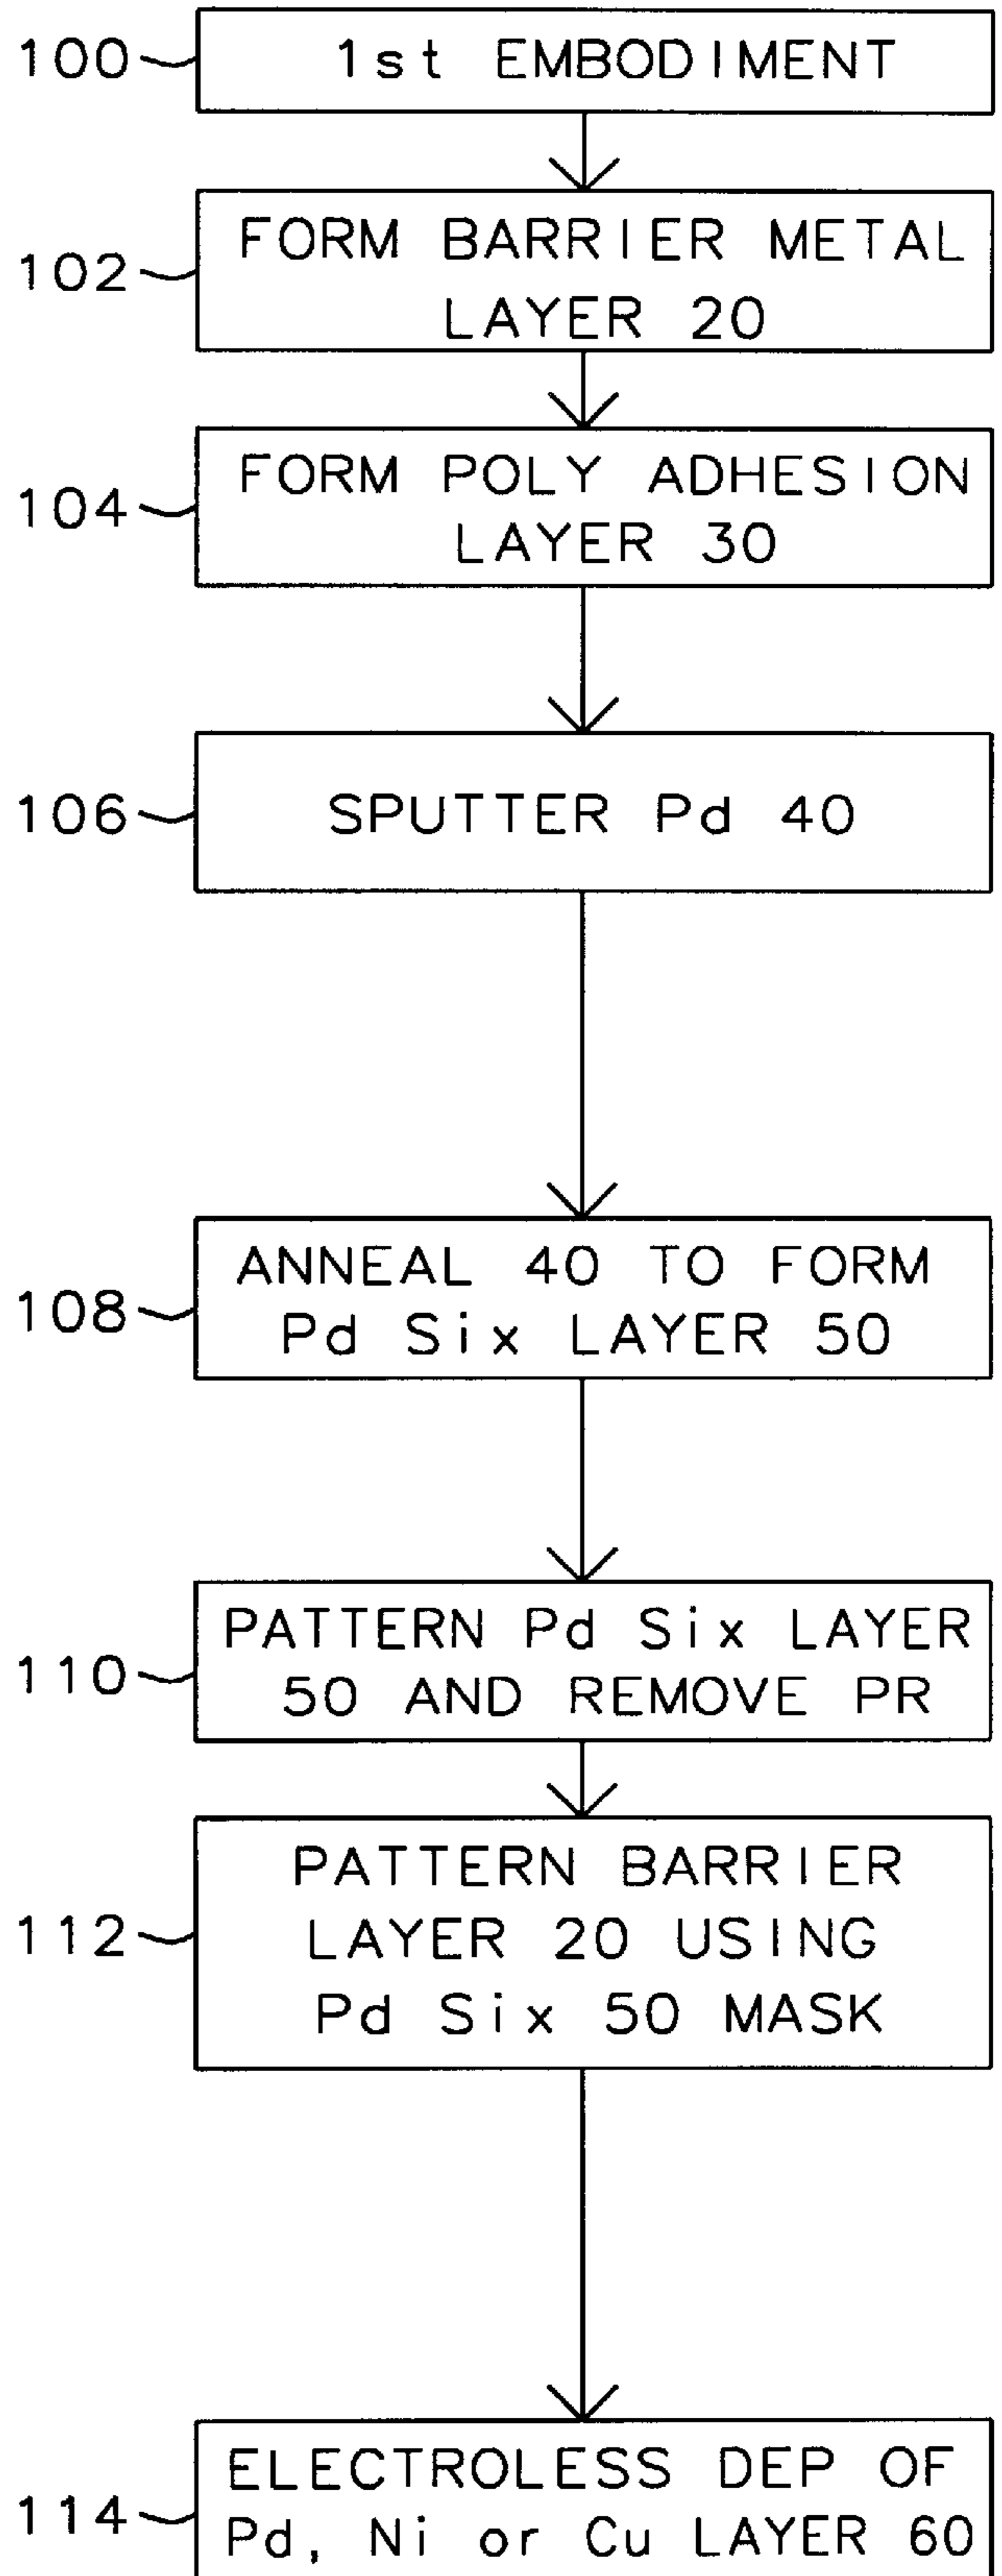 100
1st EMBODIMENT
102
FORM BARRIER METAL
LAYER 20
104
FORM POLY ADHESION
LAYER 30
106
SPUTTER Pd 40
108
ANNEAL 40 TO FORM
Pd Six LAYER 50
110
PATTERN Pd Six LAYER
50 AND REMOVE PR
112
PATTERN BARRIER
LAYER 20 USING
Pd Six 50 MASK
114
ELECTROLESS DEP OF
Pd, Ni or Cu LAYER 60